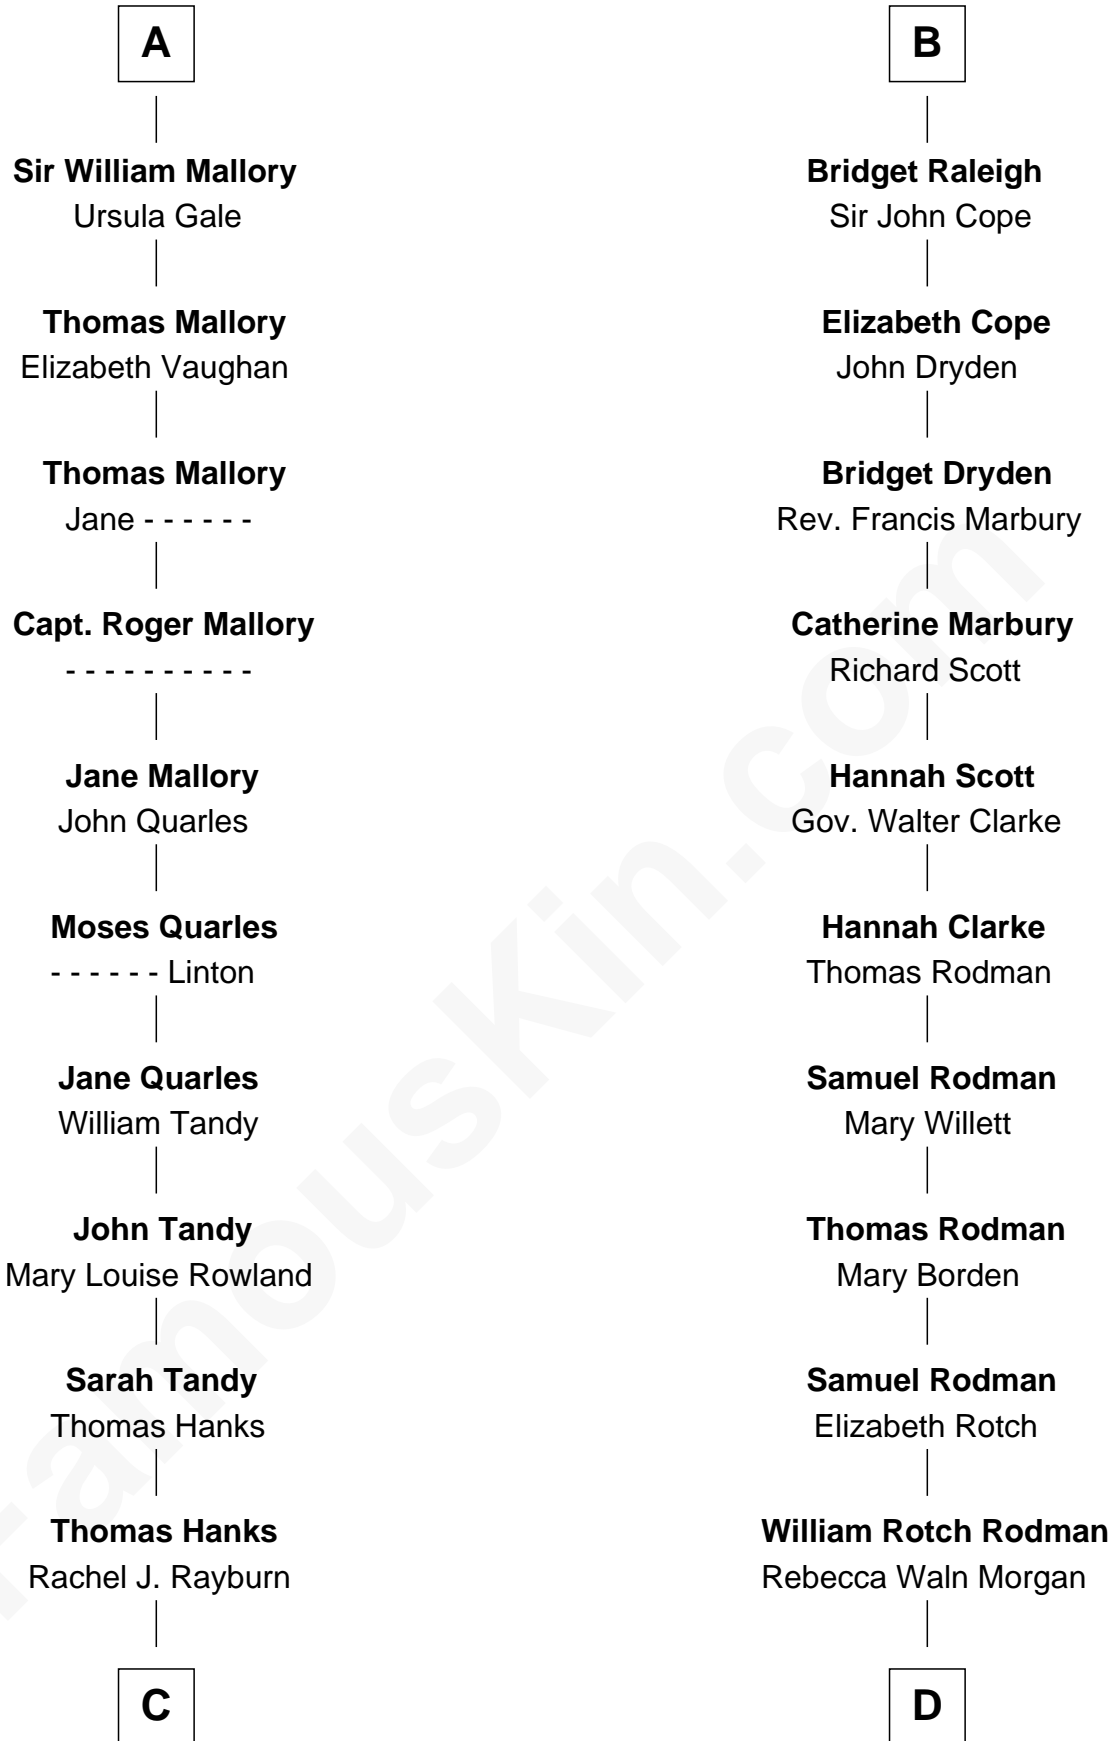 A
Sir William Mallory
Ursula Gale
Thomas Mallory
Elizabeth Vaughan
Thomas Mallory
Jane - - - - - -
Capt. Roger Mallory
- - - - - - - - - -
Jane Mallory
John Quarles
Moses Quarles
- - - - - - Linton
Jane Quarles
William Tandy
John Tandy
Mary Louise Rowland
Sarah Tandy
Thomas Hanks
Thomas Hanks
Rachel J. Rayburn
C
B
Bridget Raleigh
Sir John Cope
Elizabeth Cope
John Dryden
Bridget Dryden
Rev. Francis Marbury
Catherine Marbury
Richard Scott
Hannah Scott
Gov. Walter Clarke
Hannah Clarke
Thomas Rodman
Samuel Rodman
Mary Willett
Thomas Rodman
Mary Borden
Samuel Rodman
Elizabeth Rotch
William Rotch Rodman
Rebecca Waln Morgan
D
FamousKin.com